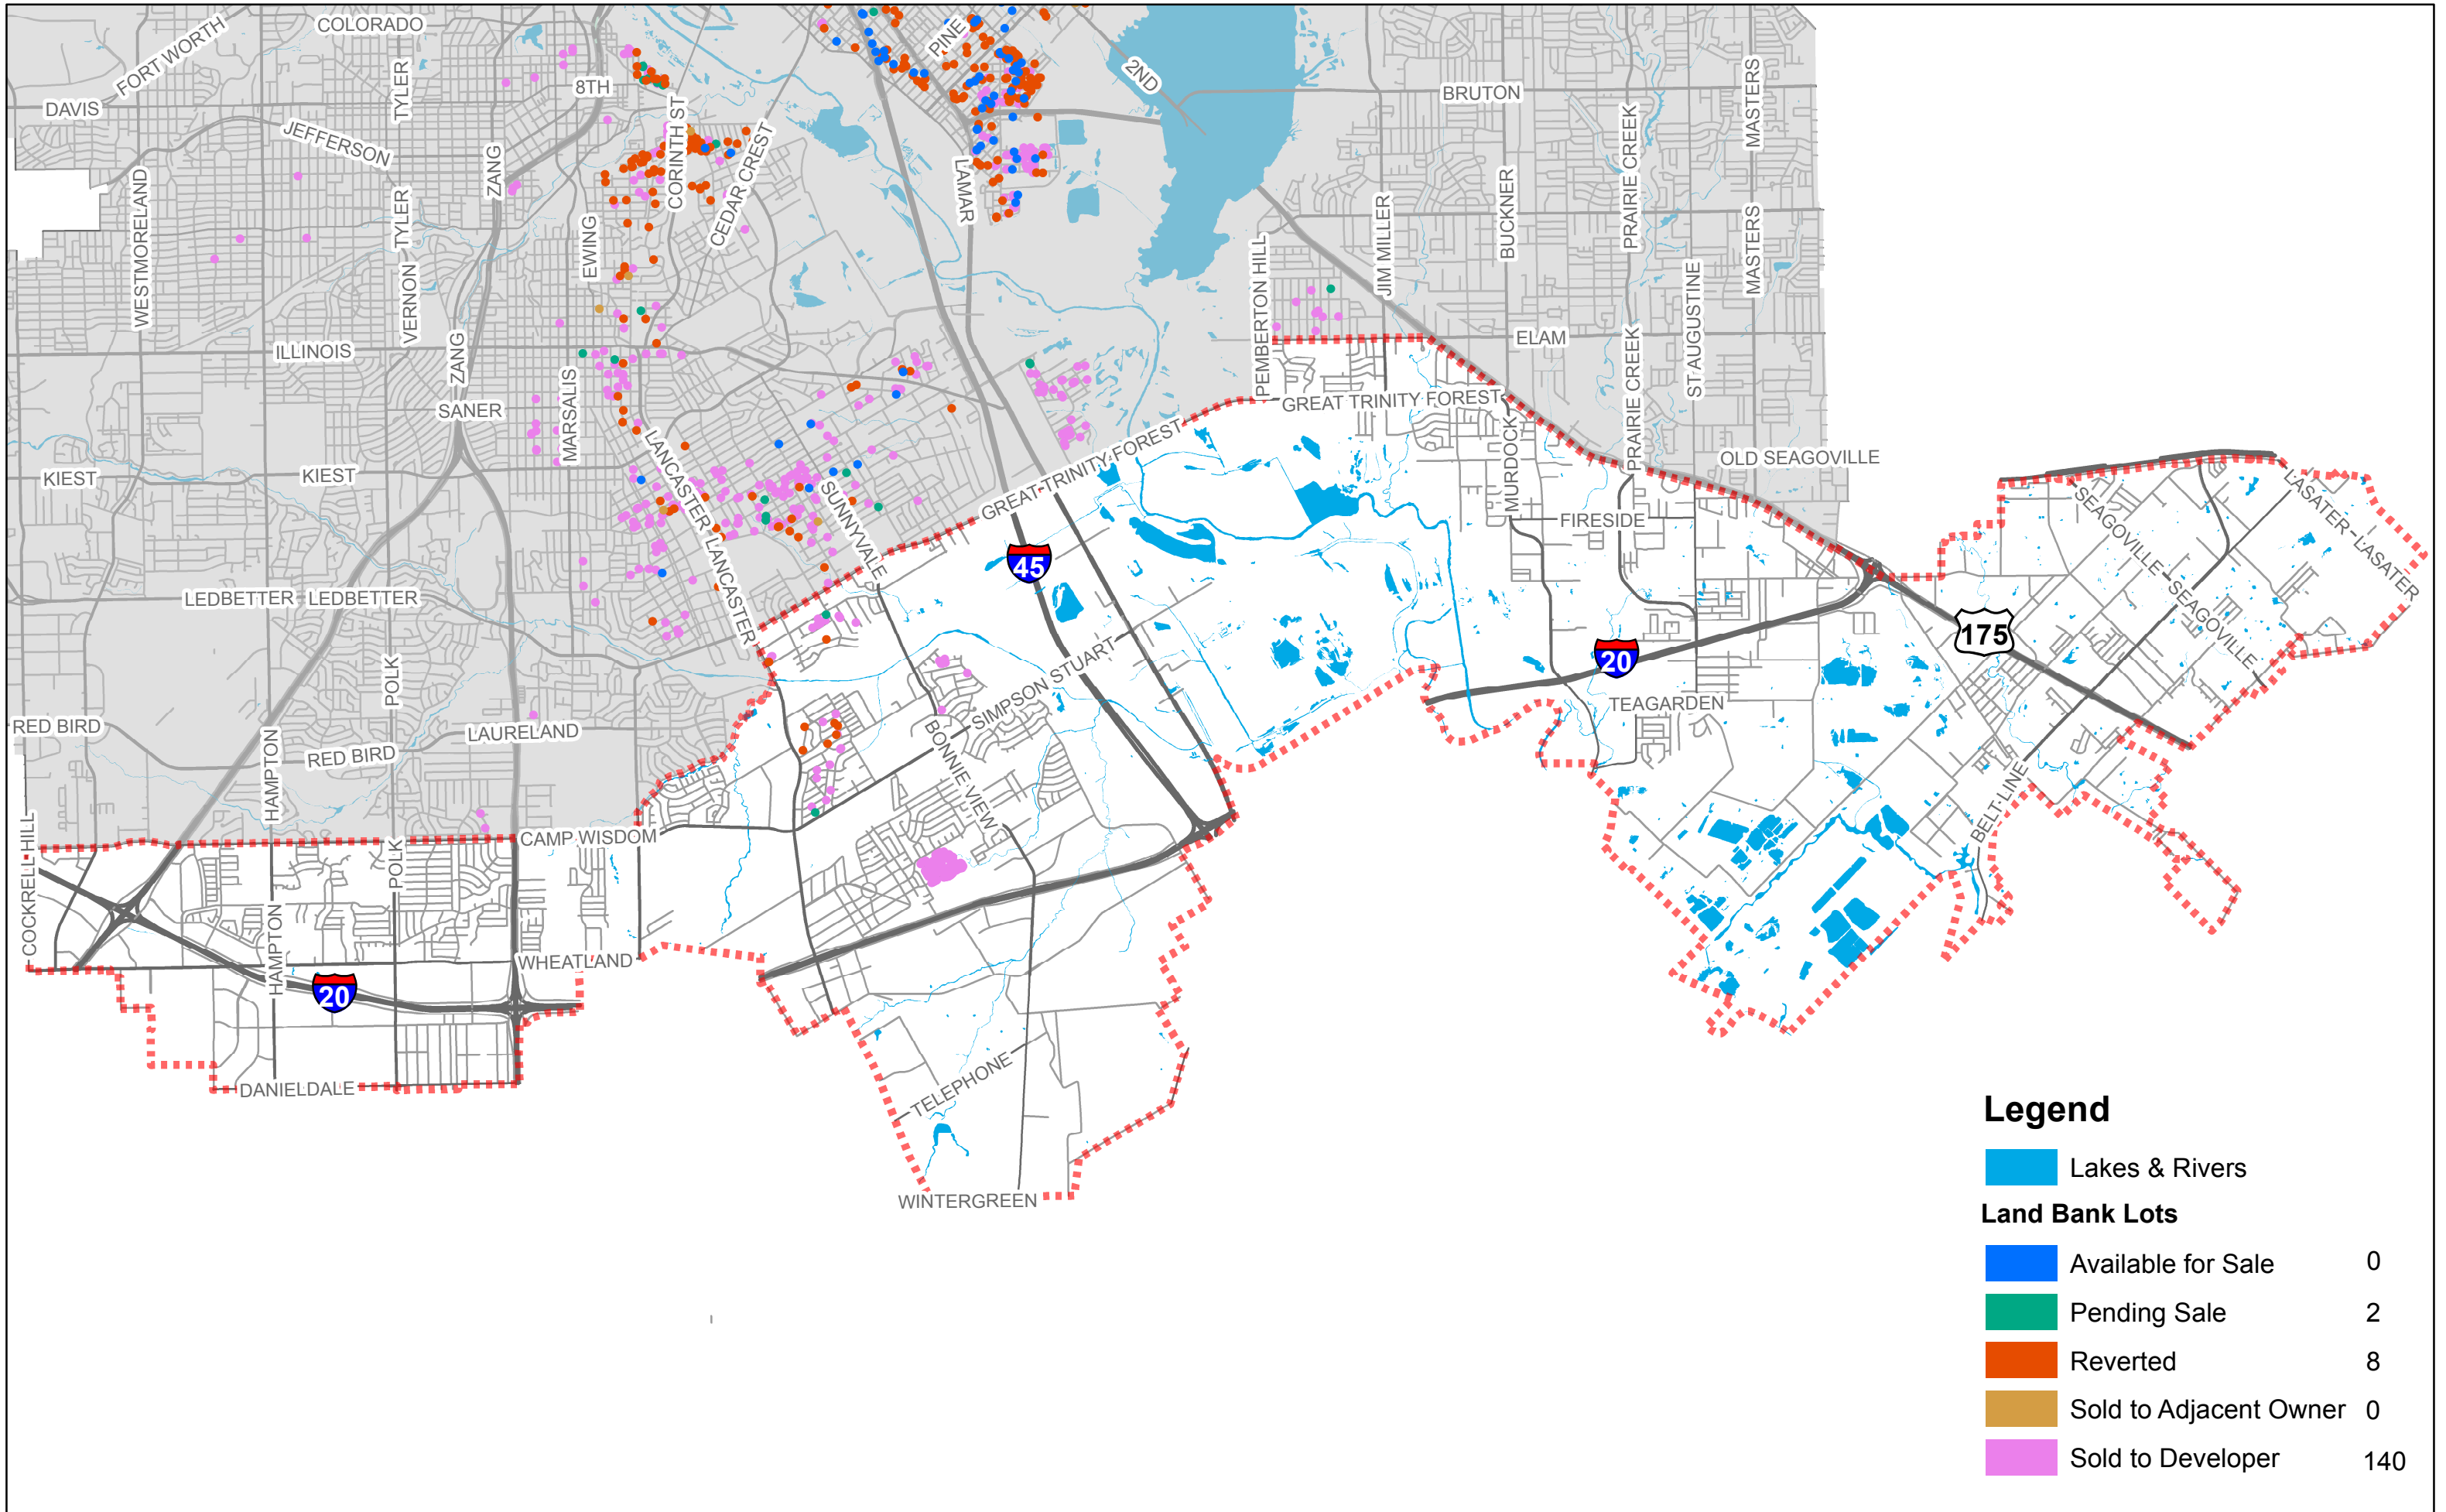 COLORADO
FORT WORTH
PINE
2ND
TYLER
DAVIS
8TH
JEFFERSON
CORINTH ST
BRUTON
MASTERS
PRAIRIE CREEK
ZANG
CEDAR CREST
LAMAR
WESTMORELAND
TYLER
EWING
JIM MILLER
BUCKNER
MASTERS
VERNON
PEMBERTON HILL
ST AUGUSTINE
ILLINOIS
ZANG
ELAM
PRAIRIE CREEK
SANER
MARSALIS
GREAT TRINITY FOREST
MURDOCK
KIEST
KIEST
LANCASTER
LANCASTER
SUNNYVALE
GREAT TRINITY FOREST
OLD SEAGOVILLE
SEAGOVILLE
SEAGOVILLE
LASATER
LASATER
FIRESIDE
45
LEDBETTER
LEDBETTER
LANCASTER
175
20
POLK
SIMPSON STUART
TEAGARDEN
RED BIRD
RED BIRD
LAURELAND
HAMPTON
BONNIE VIEW
BELT LINE
COCKRELL HILL
CAMP WISDOM
POLK
HAMPTON
WHEATLAND
20
DANIELDALE
TELEPHONE
WINTERGREEN
Legend
Lakes & Rivers
Land Bank Lots
Available for Sale 0
Pending Sale 2
Reverted 8
Sold to Adjacent Owner 0
Sold to Developer 140